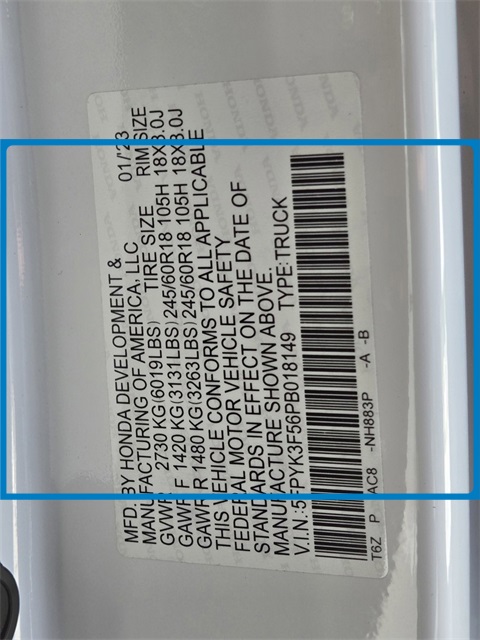 MFD. BY HONDA DEVELOPMENT &
MANUFACTURING OF AMERICA, LLC 01/'23
GVWR 2730 KG(6019LBS) TIRE SIZE RIM SIZE
GAWR F 1420 KG(3131LBS) 245/60R18 105H 18X8.0J
GAWR R 1480 KG(3263LBS) 245/60R18 105H 18X8.0J
THIS VEHICLE CONFORMS TO ALL APPLICABLE
FEDERAL MOTOR VEHICLE SAFETY
STANDARDS IN EFFECT ON THE DATE OF
MANUFACTURE SHOWN ABOVE.
V.I.N.:5FPYK3F56PB018149 TYPE:TRUCK
T6Z P AC8 -NH883P -A -B